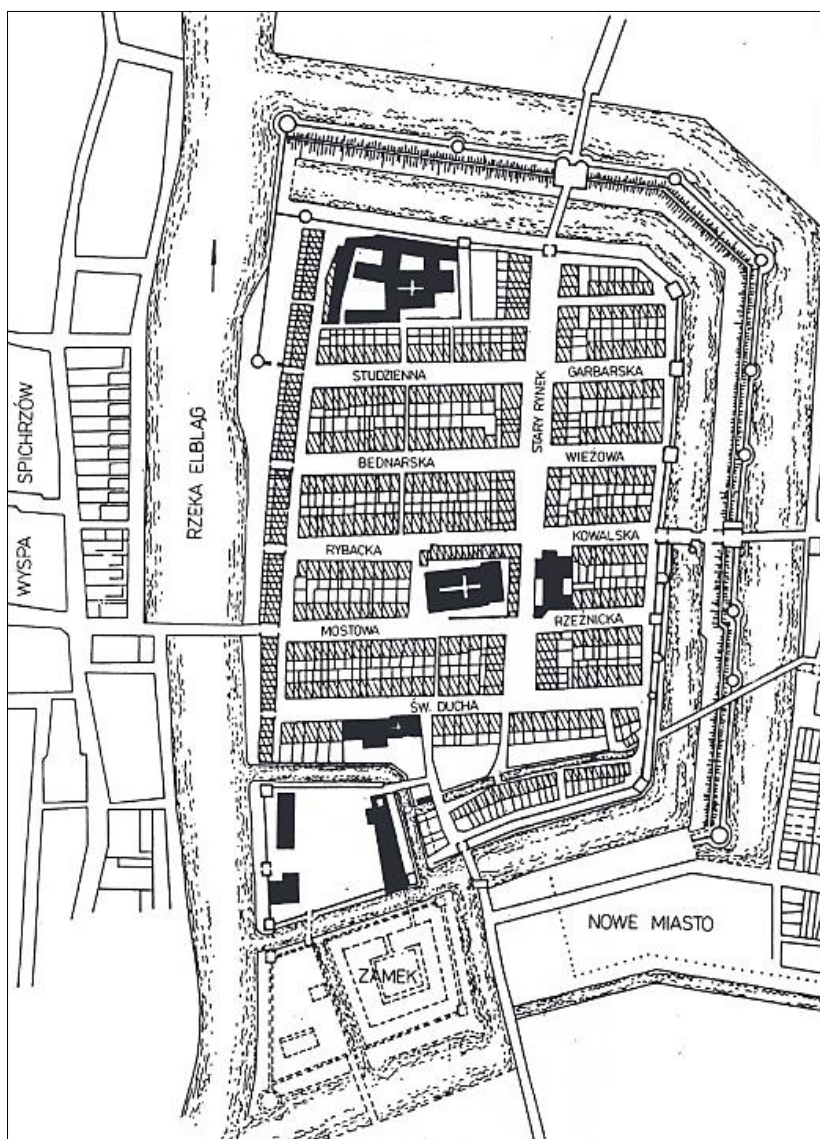 STUDZIENNA
GARBARSKA
STARY RYNEK
SPICHRZÓW
WYSPA
RZEKA ELBLĄG
BEDNARSKA
WIEŻOWA
RYBACKA
KOWALSKA
MOSTOWA
RZEŹNICKA
ŚW. DUCHA
ZAMEK
NOWE MIASTO